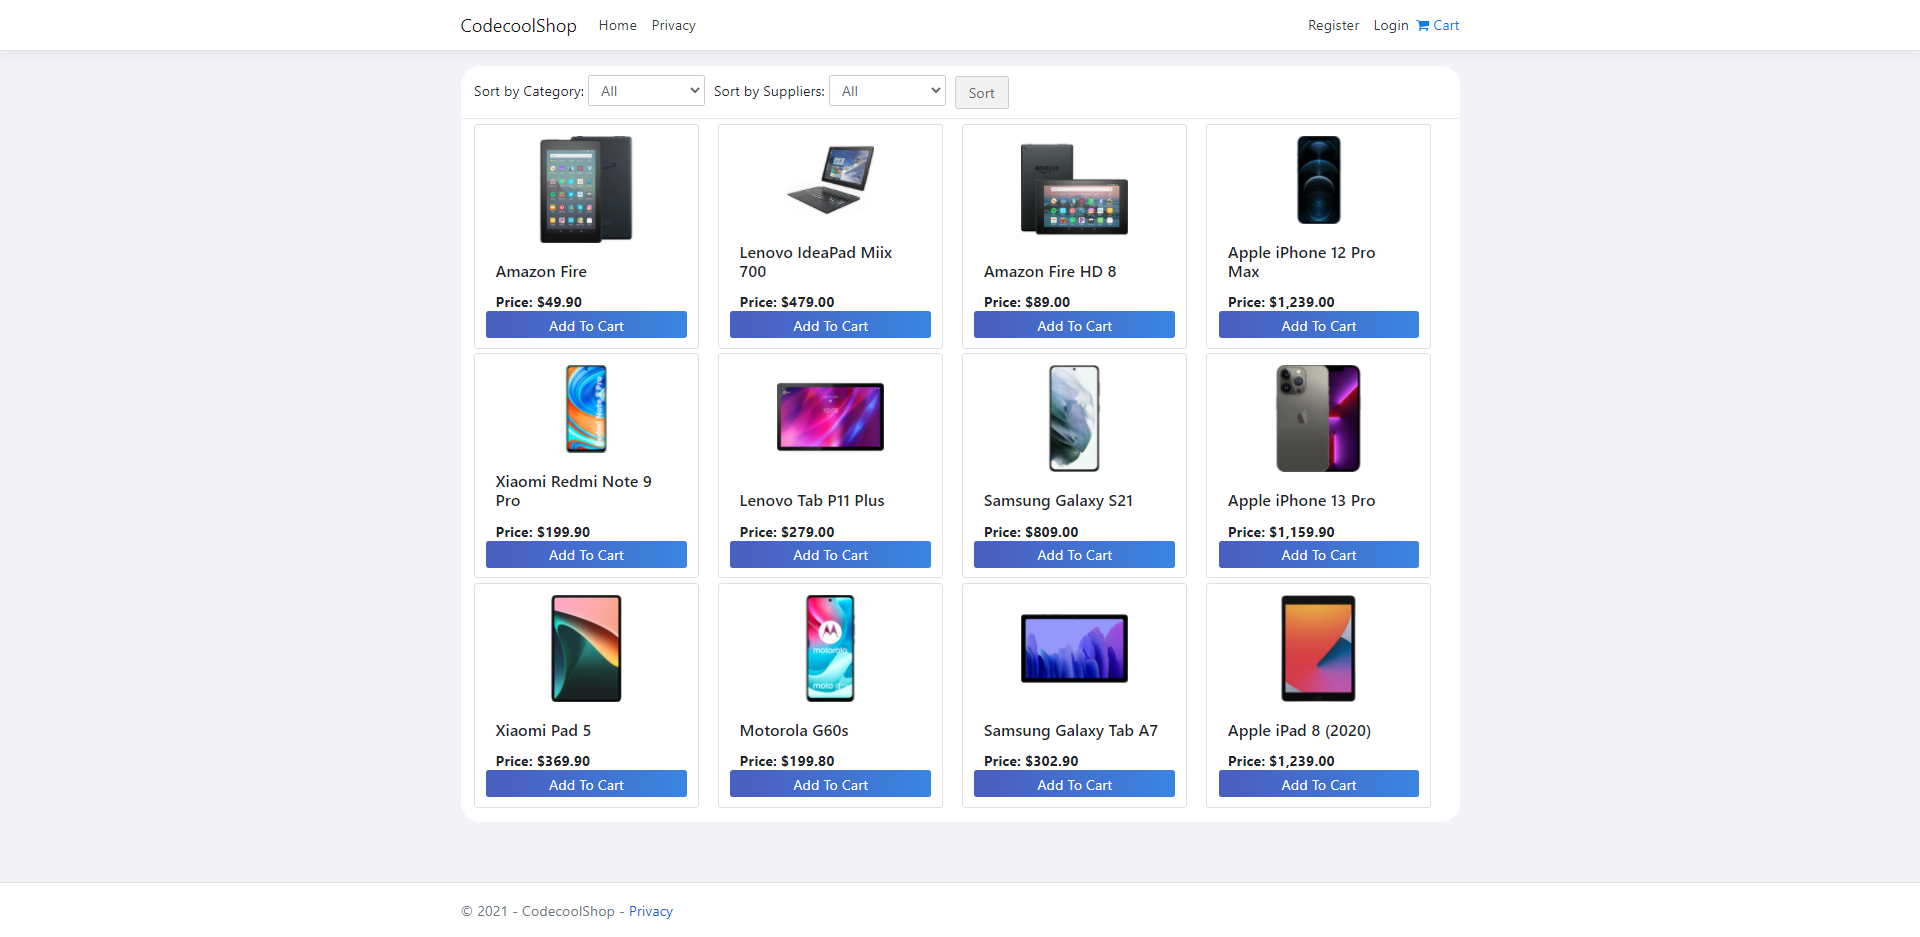 CodecoolShop Home Privacy Register Login Cart
Sort by Category: All Sort by Suppliers: All Sort
Amazon Fire
Price: $49.90
Add To Cart
Lenovo IdeaPad Miix
700
Price: $479.00
Add To Cart
amazon
Amazon Fire HD 8
Price: $89.00
Add To Cart
Apple iPhone 12 Pro
Max
Price: $1,239.00
Add To Cart
Redmi Note 9 Pro
Xiaomi Redmi Note 9
Pro
Price: $199.90
Add To Cart
Lenovo Tab P11 Plus
Price: $279.00
Add To Cart
Samsung Galaxy S21
Price: $809.00
Add To Cart
Apple iPhone 13 Pro
Price: $1,159.90
Add To Cart
Xiaomi Pad 5
Price: $369.90
Add To Cart
motorola
Motorola G60s
Price: $199.80
Add To Cart
Samsung Galaxy Tab A7
Price: $302.90
Add To Cart
Apple iPad 8 (2020)
Price: $1,239.00
Add To Cart
© 2021 - CodecoolShop - Privacy